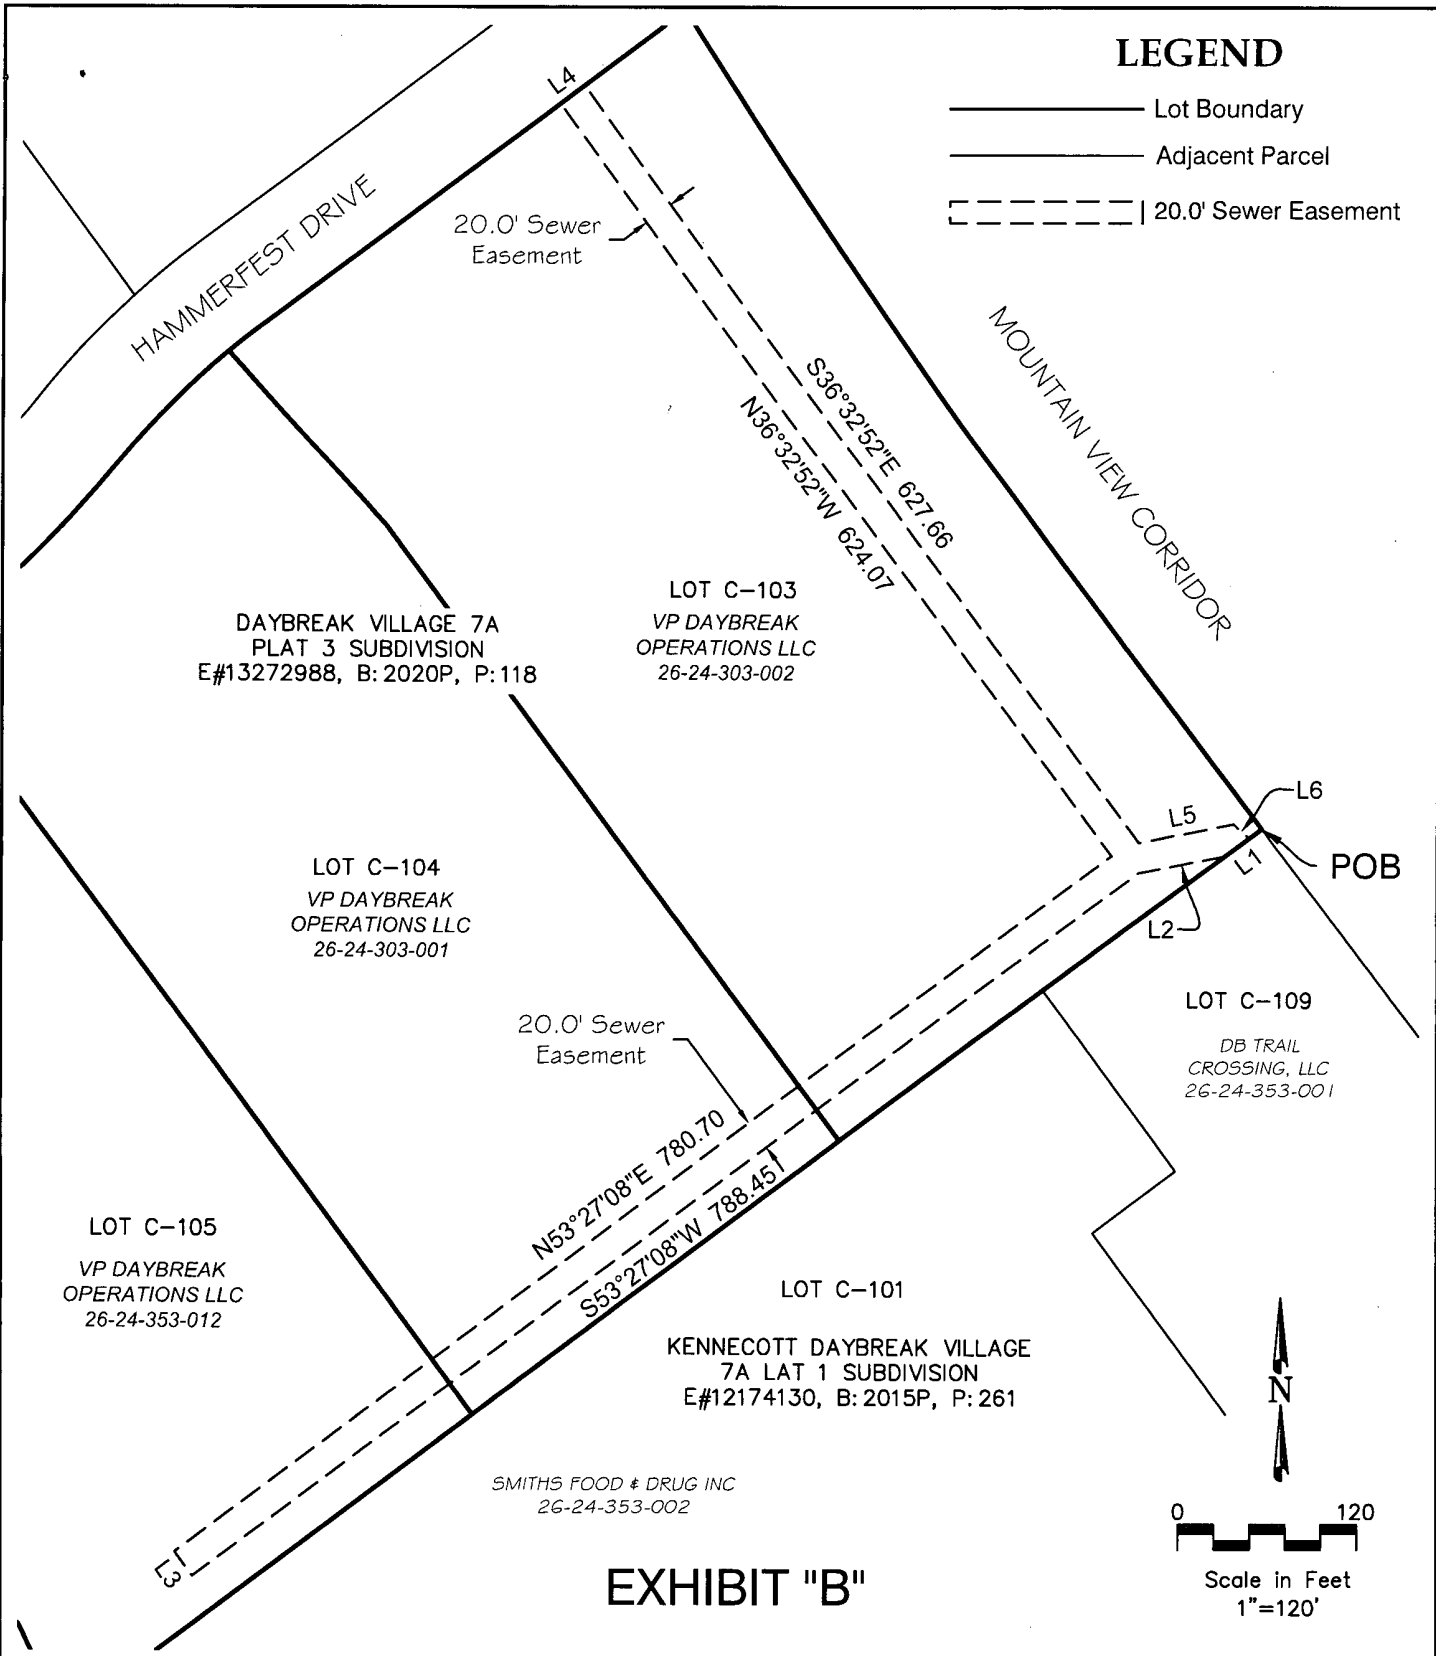 LEGEND
Lot Boundary
Adjacent Parcel
20.0' Sewer Easement
L4
HAMMERFEST DRIVE
20.0' Sewer
Easement
MOUNTAIN VIEW CORRIDOR
S36°32'52"E 627.66
N36°32'52"W 624.07
LOT C-103
VP DAYBREAK
OPERATIONS LLC
26-24-303-002
DAYBREAK VILLAGE 7A
PLAT 3 SUBDIVISION
E#13272988, B:2020P, P:118
L6
L5
L1
POB
L2
LOT C-104
VP DAYBREAK
OPERATIONS LLC
26-24-303-001
LOT C-109
DB TRAIL
CROSSING, LLC
26-24-353-001
20.0' Sewer
Easement
N53°27'08"E 780.70
S53°27'08"W 788.45
LOT C-105
VP DAYBREAK
OPERATIONS LLC
26-24-353-012
LOT C-101
KENNECOTT DAYBREAK VILLAGE
7A LAT 1 SUBDIVISION
E#12174130, B:2015P, P:261
SMITHS FOOD & DRUG INC
26-24-353-002
L3
N
0 120
Scale in Feet
1"=120'
EXHIBIT "B"